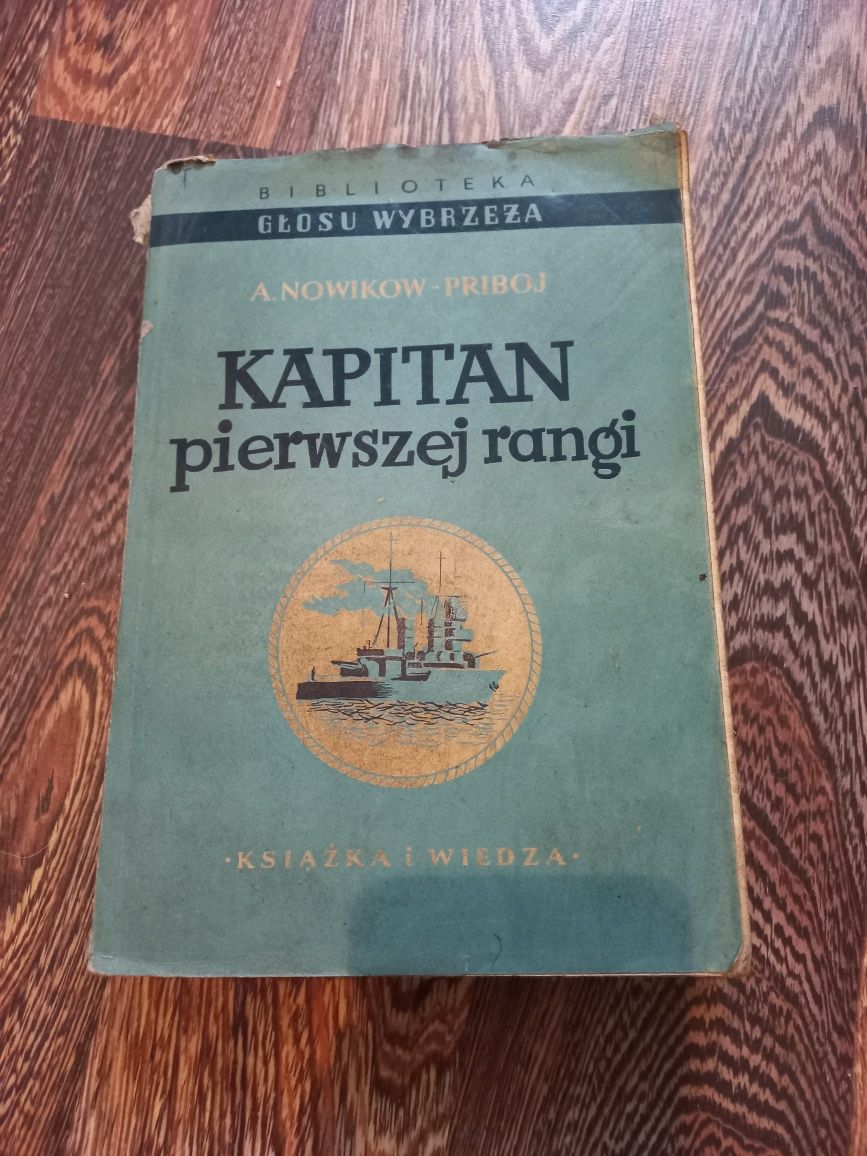 BIBLIOTEKA
GŁOSU WYBRZEŻA
A. NOWIKOW-PRIBOJ
KAPITAN
pierwszej rangi
·KSIĄŻKA i WIEDZA·